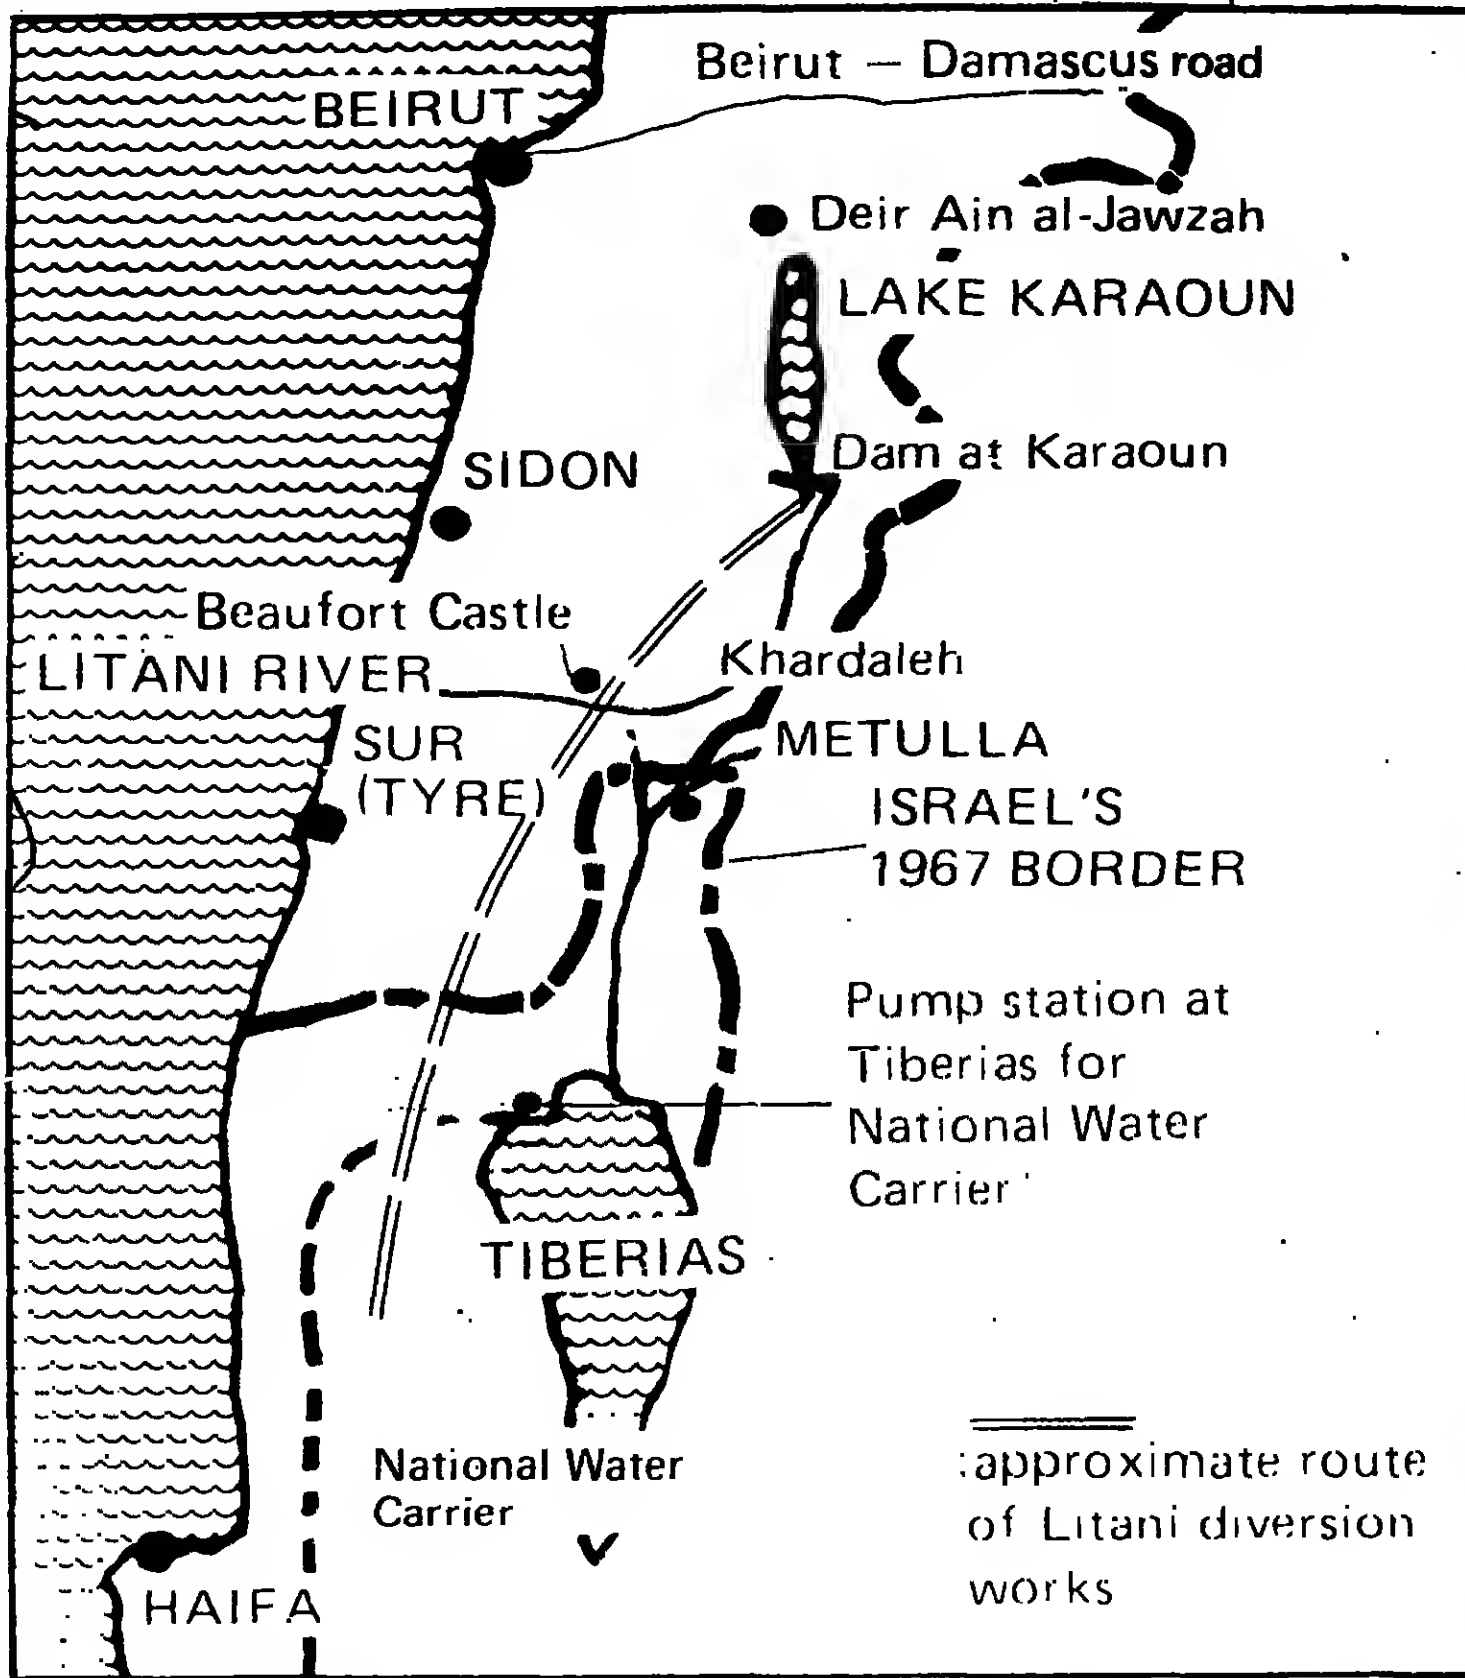 Beirut – Damascus road
BEIRUT
Deir Ain al-Jawzah
LAKE KARAOUN
Dam at Karaoun
SIDON
Beaufort Castle
Khardaleh
LITANI RIVER
METULLA
SUR
(TYRE)
ISRAEL'S
1967 BORDER
Pump station at
Tiberias for
National Water
Carrier
TIBERIAS
National Water
Carrier
:approximate route
of Litani diversion
works
HAIFA